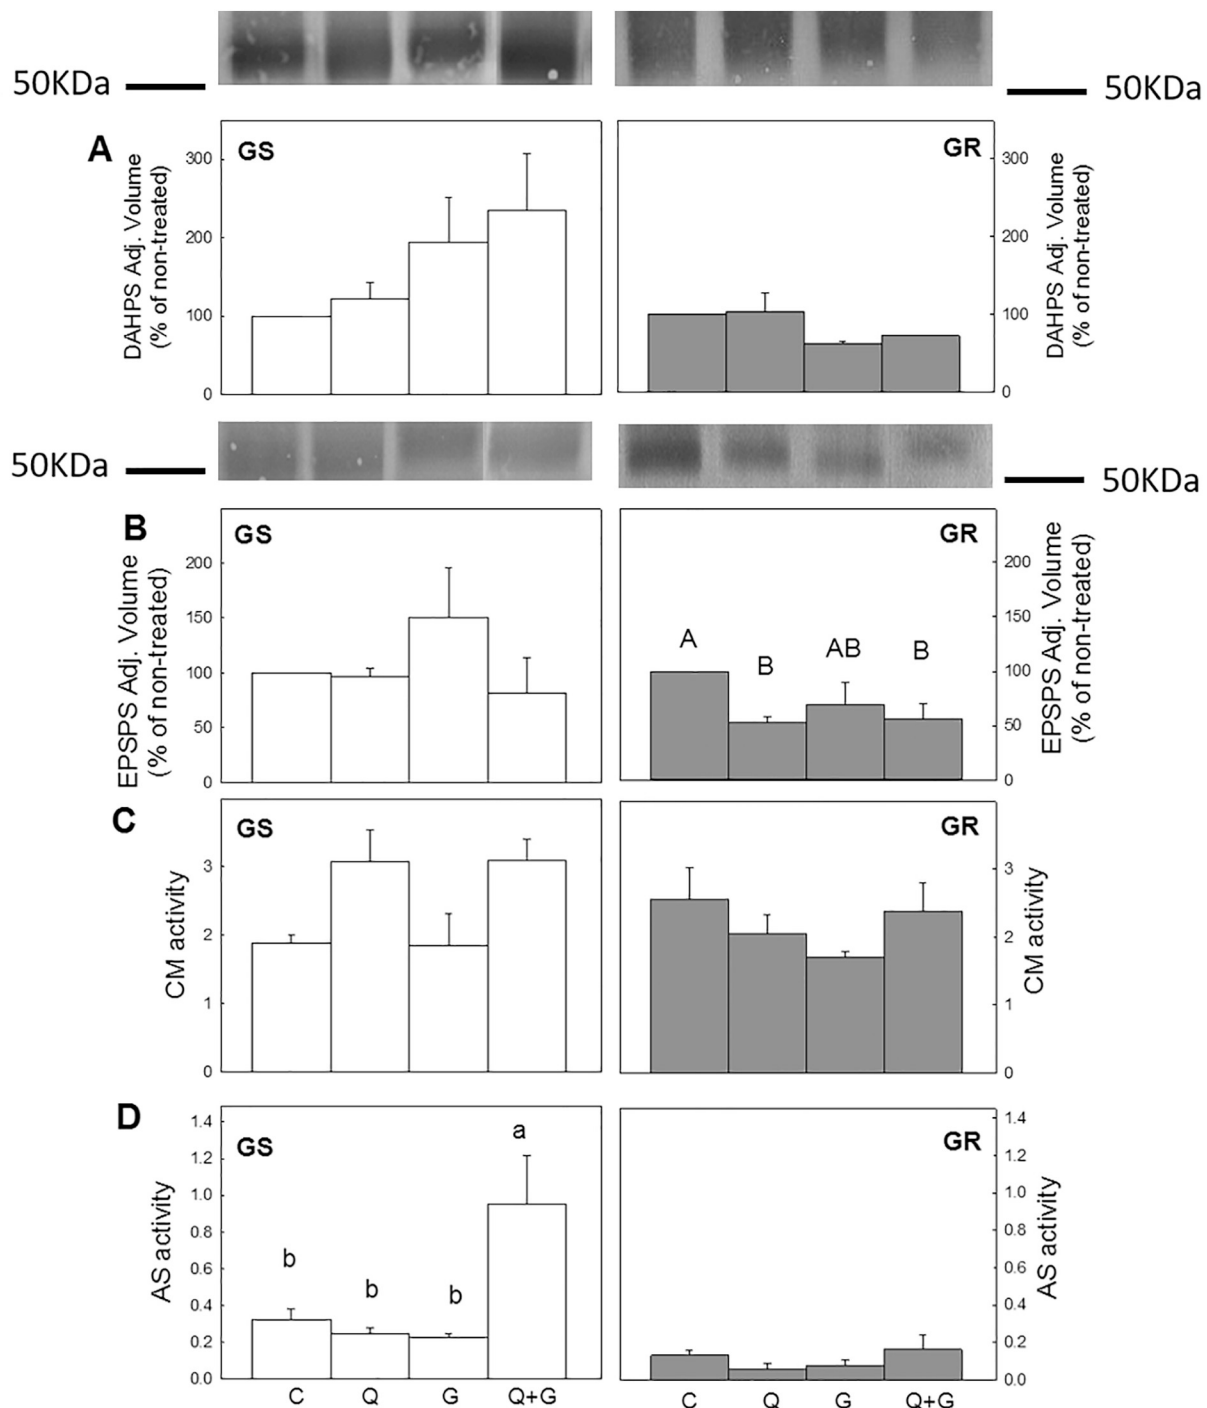 50KDa
50KDa
A
GS
GR
DAHPS Adj. Volume
(% of non-treated)
300
200
100
0
300
200
100
0
DAHPS Adj. Volume
(% of non-treated)
50KDa
50KDa
B
GS
GR
EPSPS Adj. Volume
(% of non-treated)
200
150
100
50
0
A
B
AB
B
200
150
100
50
0
EPSPS Adj. Volume
(% of non-treated)
C
GS
GR
CM activity
3
2
1
0
3
2
1
0
CM activity
D
GS
GR
AS activity
1.4
1.2
1.0
0.8
0.6
0.4
0.2
0.0
b
b
b
a
1.4
1.2
1.0
0.8
0.6
0.4
0.2
0.0
AS activity
C Q G Q+G
C Q G Q+G